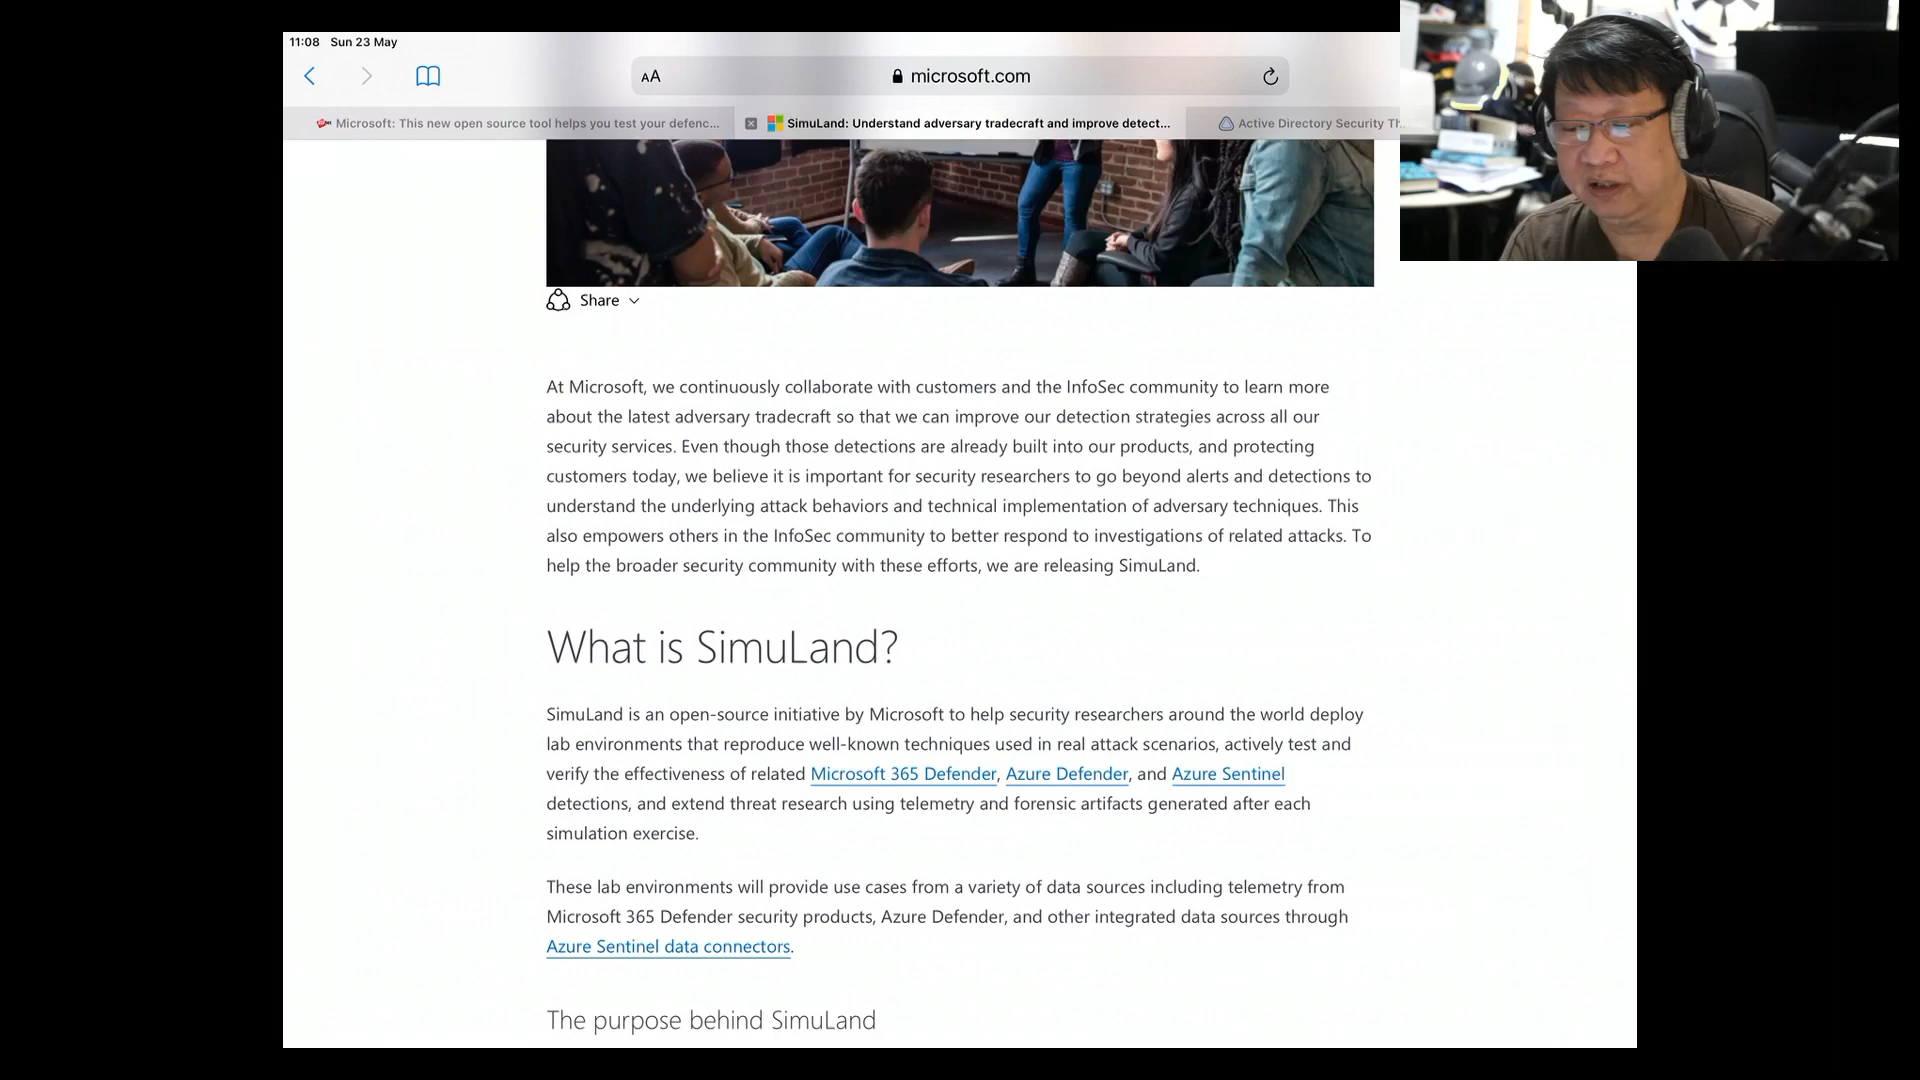 11:08 Sun 23 May
AA
microsoft.com
Microsoft: This new open source tool helps you test your defenc...
SimuLand: Understand adversary tradecraft and improve detect...
Active Directory Security Th...
Share
At Microsoft, we continuously collaborate with customers and the InfoSec community to learn more
about the latest adversary tradecraft so that we can improve our detection strategies across all our
security services. Even though those detections are already built into our products, and protecting
customers today, we believe it is important for security researchers to go beyond alerts and detections to
understand the underlying attack behaviors and technical implementation of adversary techniques. This
also empowers others in the InfoSec community to better respond to investigations of related attacks. To
help the broader security community with these efforts, we are releasing SimuLand.
What is SimuLand?
SimuLand is an open-source initiative by Microsoft to help security researchers around the world deploy
lab environments that reproduce well-known techniques used in real attack scenarios, actively test and
verify the effectiveness of related Microsoft 365 Defender, Azure Defender, and Azure Sentinel
detections, and extend threat research using telemetry and forensic artifacts generated after each
simulation exercise.
These lab environments will provide use cases from a variety of data sources including telemetry from
Microsoft 365 Defender security products, Azure Defender, and other integrated data sources through
Azure Sentinel data connectors.
The purpose behind SimuLand